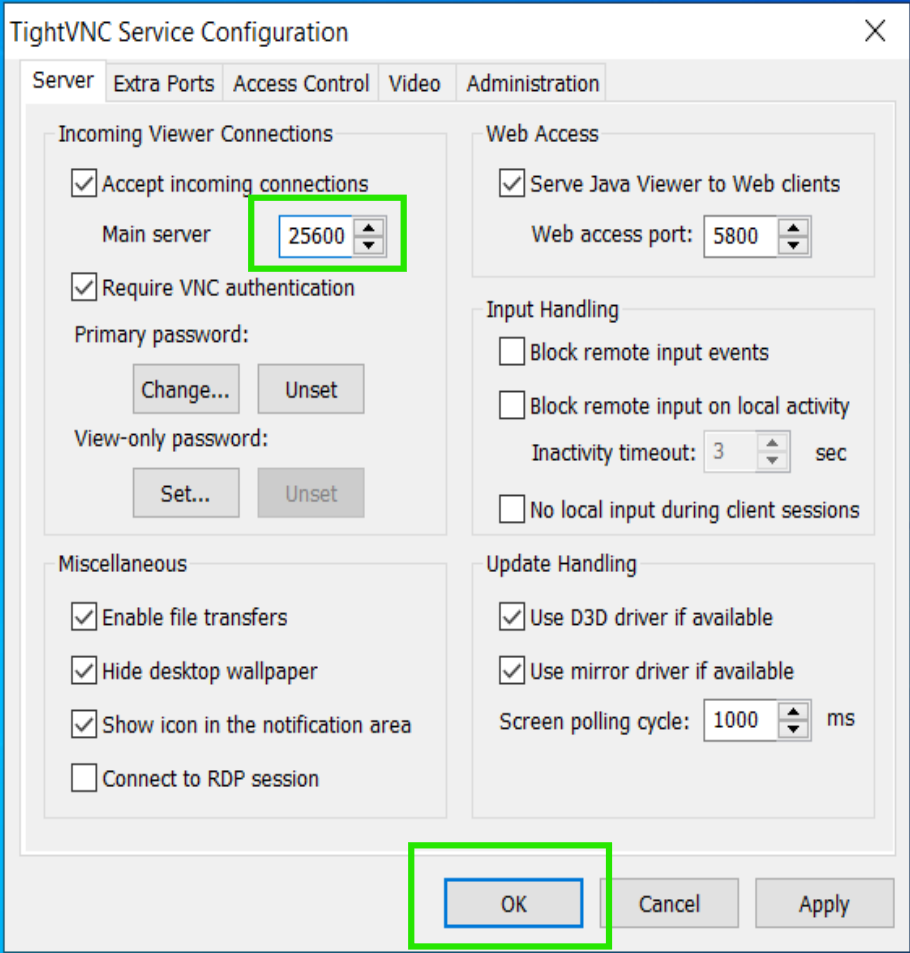 TightVNC Service Configuration
Server Extra Ports Access Control Video Administration
Incoming Viewer Connections
Accept incoming connections
Main server 25600
Require VNC authentication
Primary password:
Change... Unset
View-only password:
Set... Unset
Miscellaneous
Enable file transfers
Hide desktop wallpaper
Show icon in the notification area
Connect to RDP session
Web Access
Serve Java Viewer to Web clients
Web access port: 5800
Input Handling
Block remote input events
Block remote input on local activity
Inactivity timeout: 3 sec
No local input during client sessions
Update Handling
Use D3D driver if available
Use mirror driver if available
Screen polling cycle: 1000 ms
OK Cancel Apply